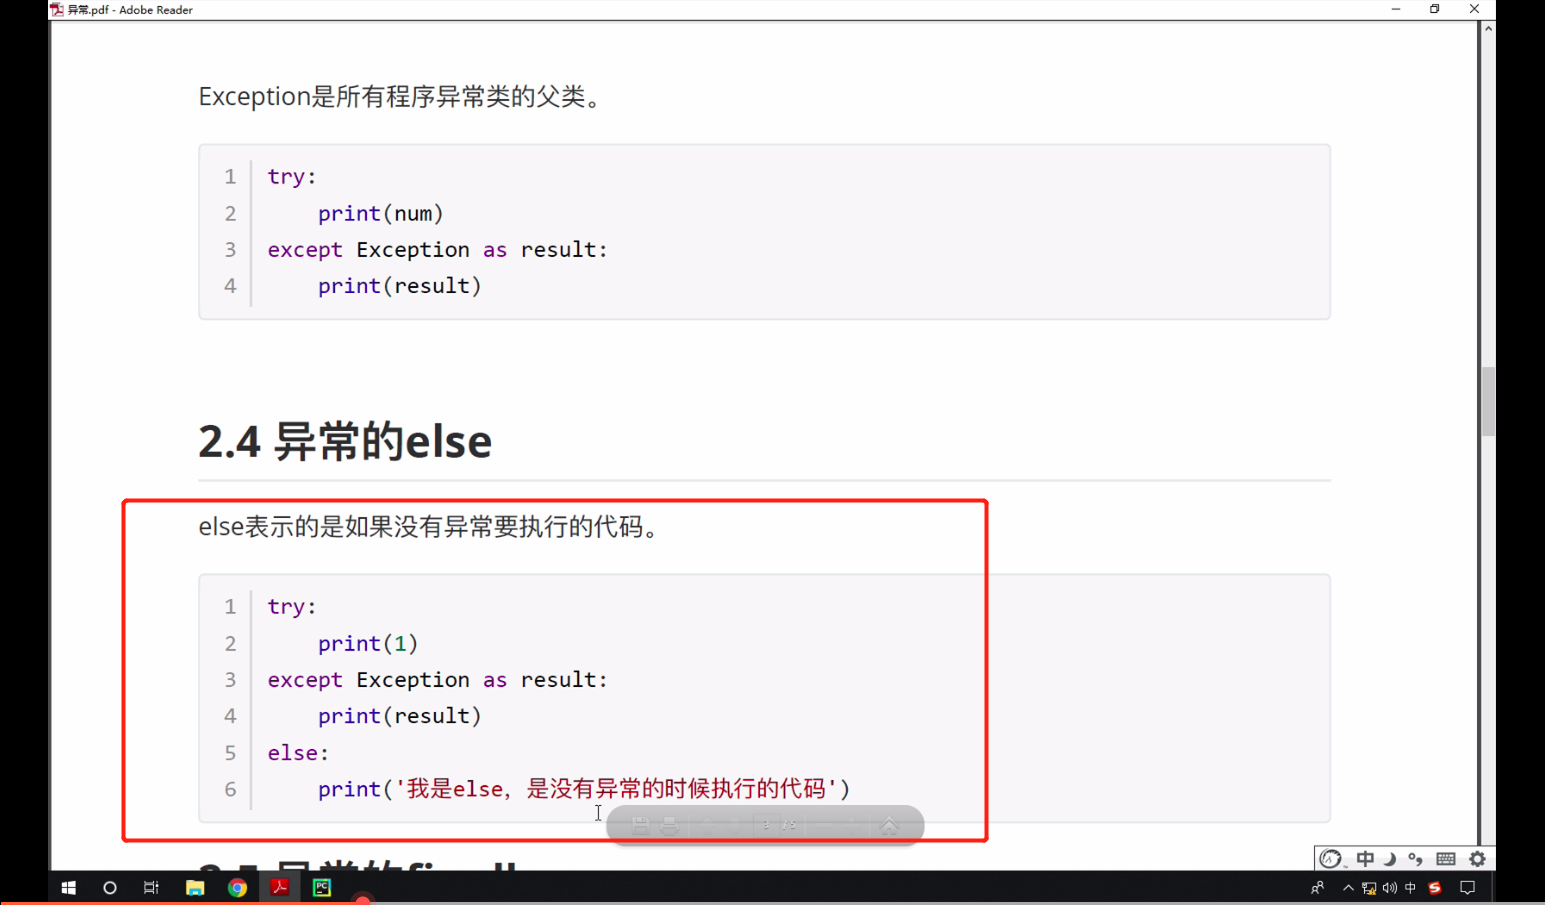 异常.pdf - Adobe Reader
Exception是所有程序异常类的父类。
1 try:
2     print(num)
3 except Exception as result:
4     print(result)
2.4 异常的else
else表示的是如果没有异常要执行的代码。
1 try:
2     print(1)
3 except Exception as result:
4     print(result)
5 else:
6     print('我是else，是没有异常的时候执行的代码')
中
PC
中